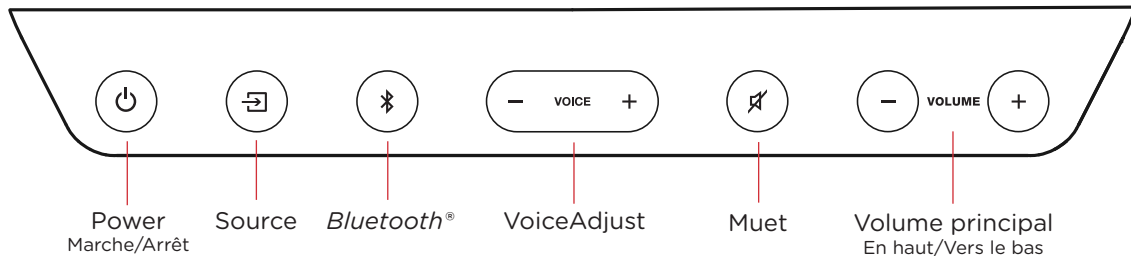 − VOICE +
− VOLUME +
Power
Marche/Arrêt
Source
Bluetooth®
VoiceAdjust
Muet
Volume principal
En haut/Vers le bas